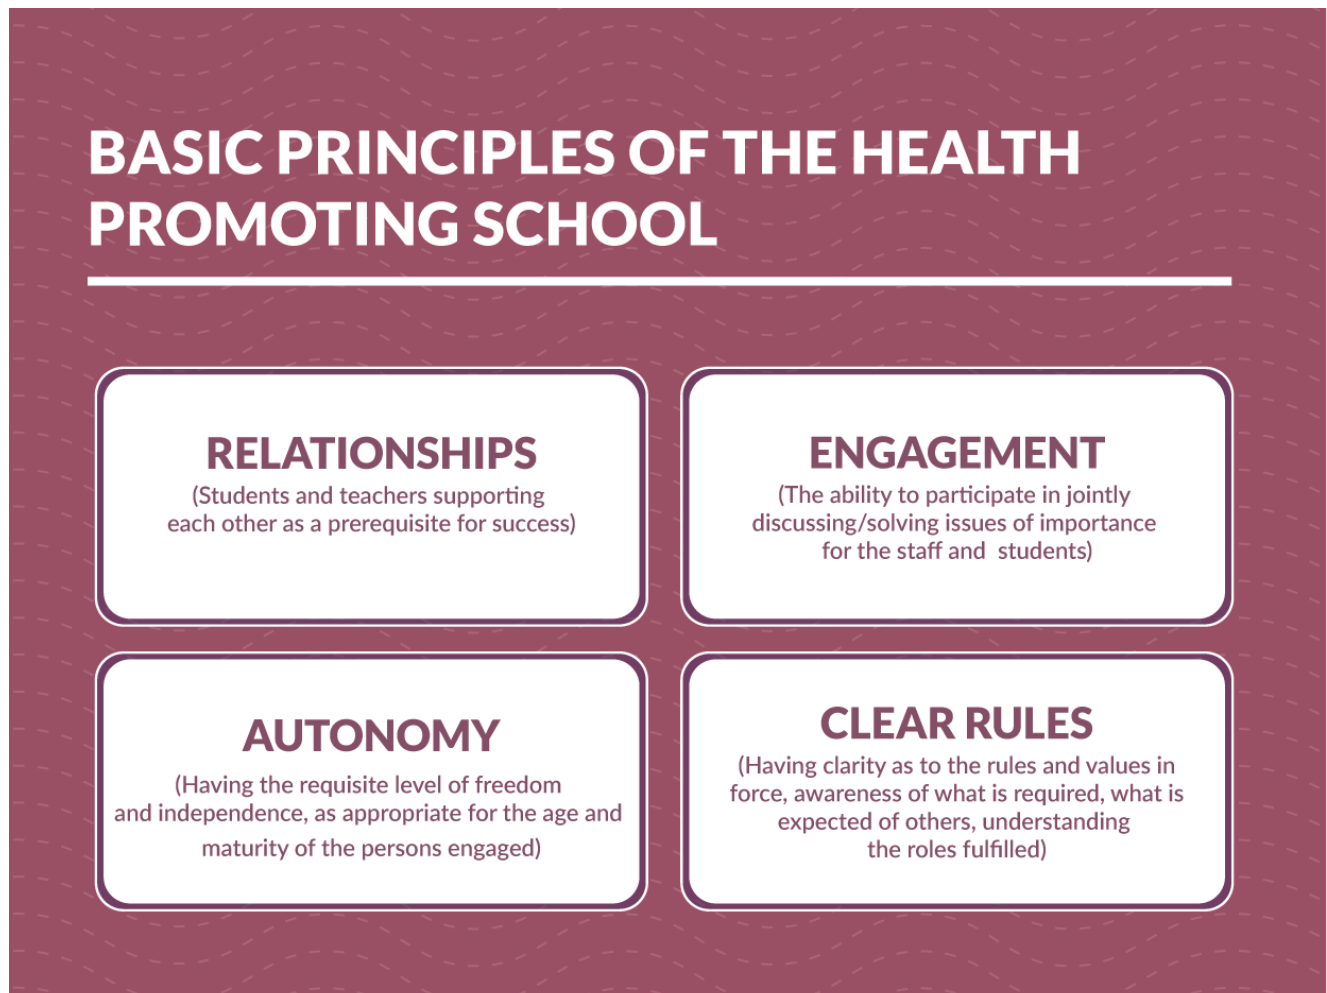 BASIC PRINCIPLES OF THE HEALTH
PROMOTING SCHOOL
RELATIONSHIPS
(Students and teachers supporting
each other as a prerequisite for success)
ENGAGEMENT
(The ability to participate in jointly
discussing/solving issues of importance
for the staff and  students)
AUTONOMY
(Having the requisite level of freedom
and independence, as appropriate for the age and
maturity of the persons engaged)
CLEAR RULES
(Having clarity as to the rules and values in
force, awareness of what is required, what is
expected of others, understanding
the roles fulfilled)